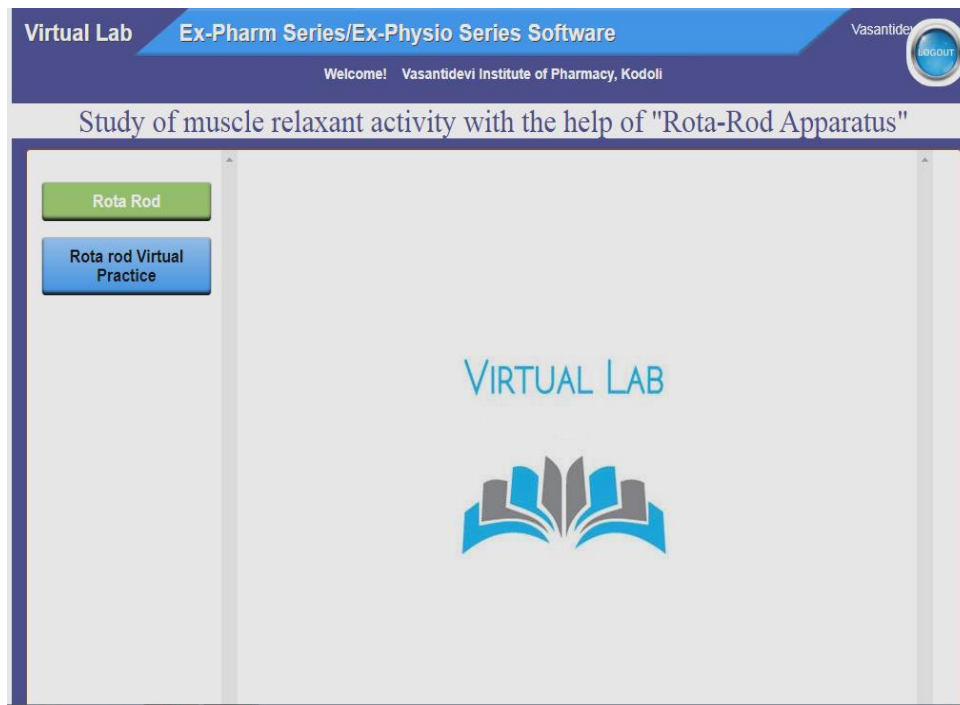 Virtual Lab
Ex-Pharm Series/Ex-Physio Series Software
LOGOUT
Welcome! Vasantidevi Institute of Pharmacy, Kodoli
Study of muscle relaxant activity with the help of "Rota-Rod Apparatus"
Rota Rod
Rota rod Virtual
Practice
VIRTUAL LAB